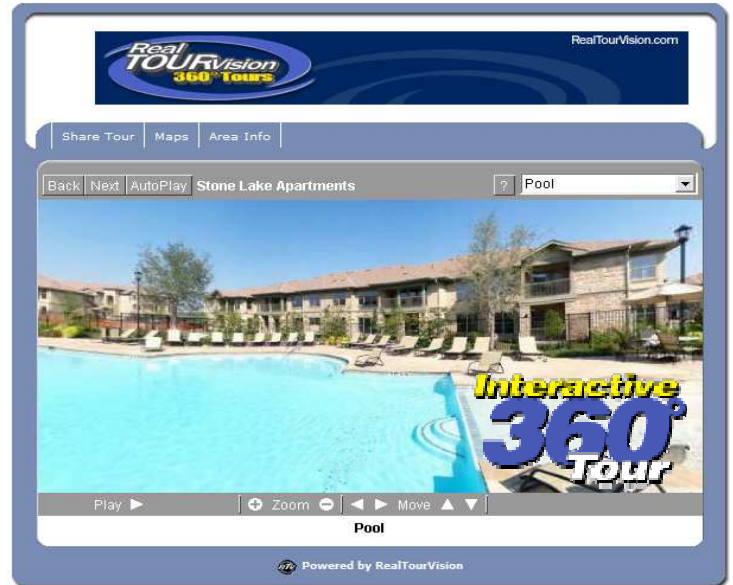 Real
TOURVision
360° Tours
RealTourVision.com
Share Tour Maps Area Info
Back Next AutoPlay Stone Lake Apartments ? Pool
Interactive
360°
Tour
Play Zoom Move
Pool
Powered by RealTourVision